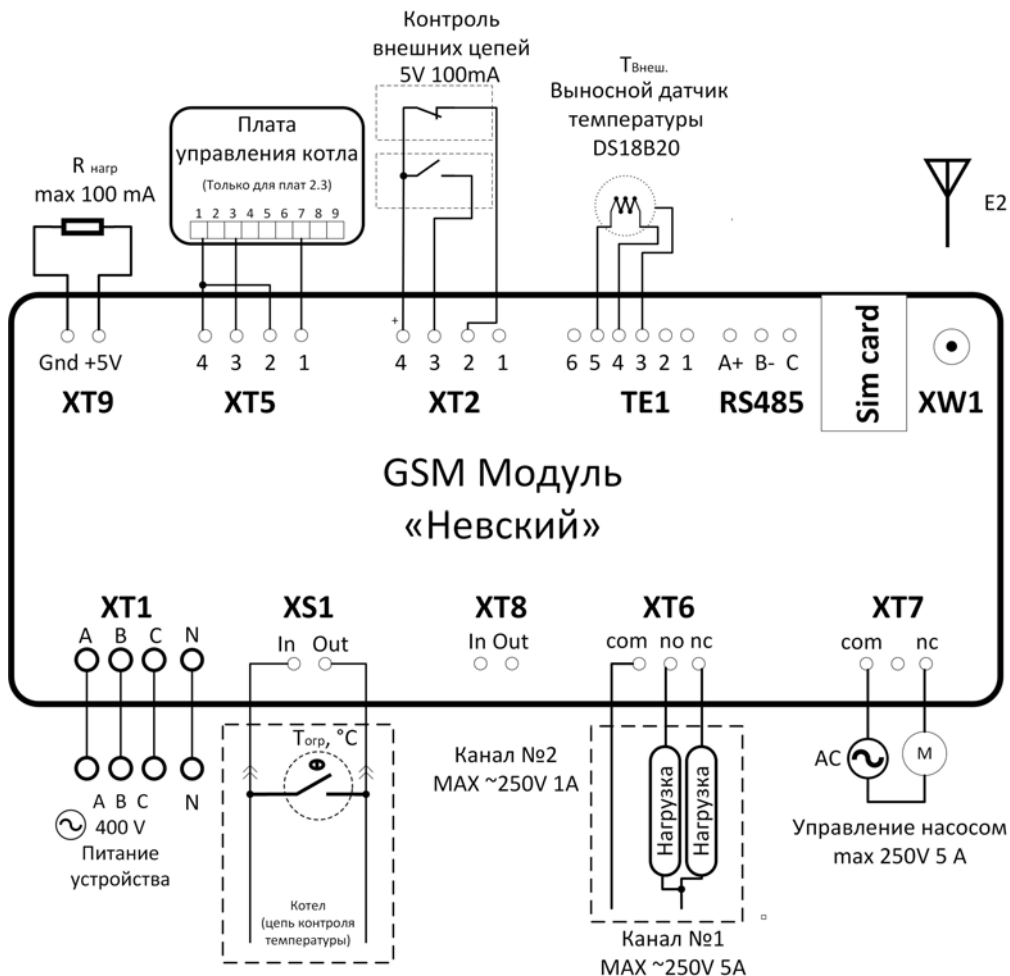 Контроль
внешних цепей
5V 100mA
Tвнеш.
Выносной датчик
температуры
DS18B20
Плата
управления котла
(Только для плат 2.3)
1 2 3 4 5 6 7 8 9
R нагр
max 100 mA
E2
+
Gnd +5V
4 3 2 1
4 3 2 1
6 5 4 3 2 1
A+ B- C
Sim card
XT9
XT5
XT2
TE1
RS485
XW1
GSM Модуль
«Невский»
XT1
XS1
XT8
XT6
XT7
A B C N
In Out
In Out
com no nc
com nc
Tогр, °C
A B C N
400 V
Питание
устройства
Котел
(цепь контроля
температуры)
Канал №2
MAX ~250V 1A
Нагрузка
Нагрузка
Канал №1
MAX ~250V 5A
AC
M
Управление насосом
max 250V 5 A